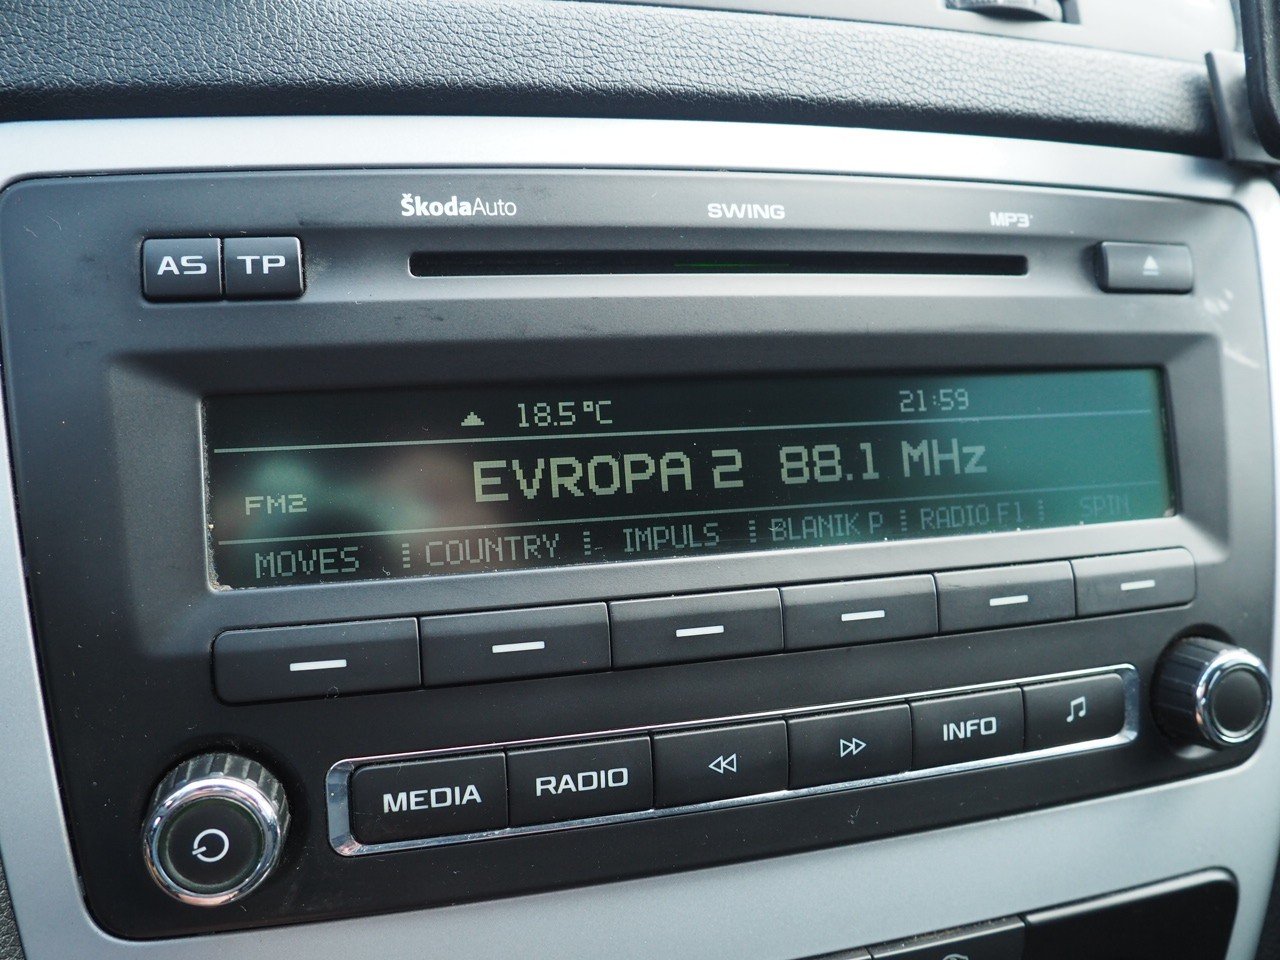 ŠkodaAuto SWING MP3
AS TP
18.5°C 21:59
EVROPA 2 88.1 MHz
FM2
MOVES COUNTRY IMPULS BLANIK P RADIO F1 SPIN
MEDIA RADIO INFO